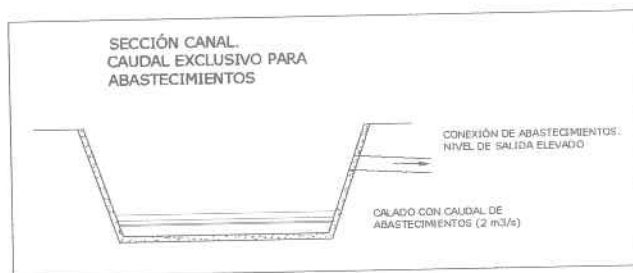 SECCIÓN CANAL.
CAUDAL EXCLUSIVO PARA
ABASTECIMIENTOS
CONEXIÓN DE ABASTECIMIENTOS.
NIVEL DE SALIDA ELEVADO
CALADO CON CAUDAL DE
ABASTECIMIENTOS (2 m3/s)